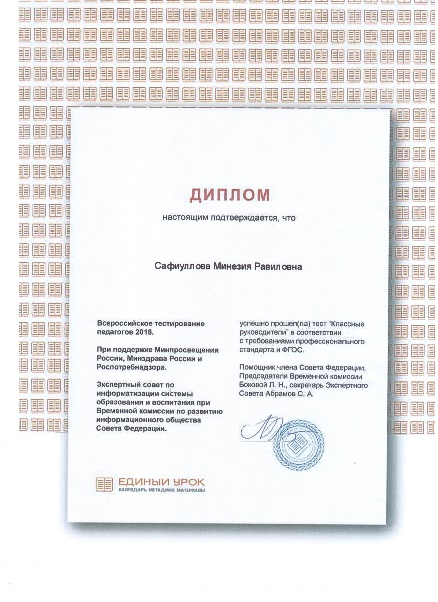 ДИПЛОМ
настоящим подтверждается, что
Сафиуллова Минезия Равиловна
Всероссийское тестирование
педагогов 2018.
При поддержке Минпросвещения
России, Минздрава России и
Роспотребнадзора.
Экспертный совет по
информатизации системы
образования и воспитания при
Временной комиссии по развитию
информационного общества
Совета Федерации.
успешно прошел(ла) тест "Классные
руководители" в соответствии
с требованиями профессионального
стандарта и ФГОС.
Помощник члена Совета Федерации,
Председателя Временной комиссии
Боковой Л. Н., секретарь Экспертного
Совета Абрамов С. А.
ЕДИНЫЙ УРОК
КАЛЕНДАРЬ МЕТОДИКА МАТЕРИАЛЫ